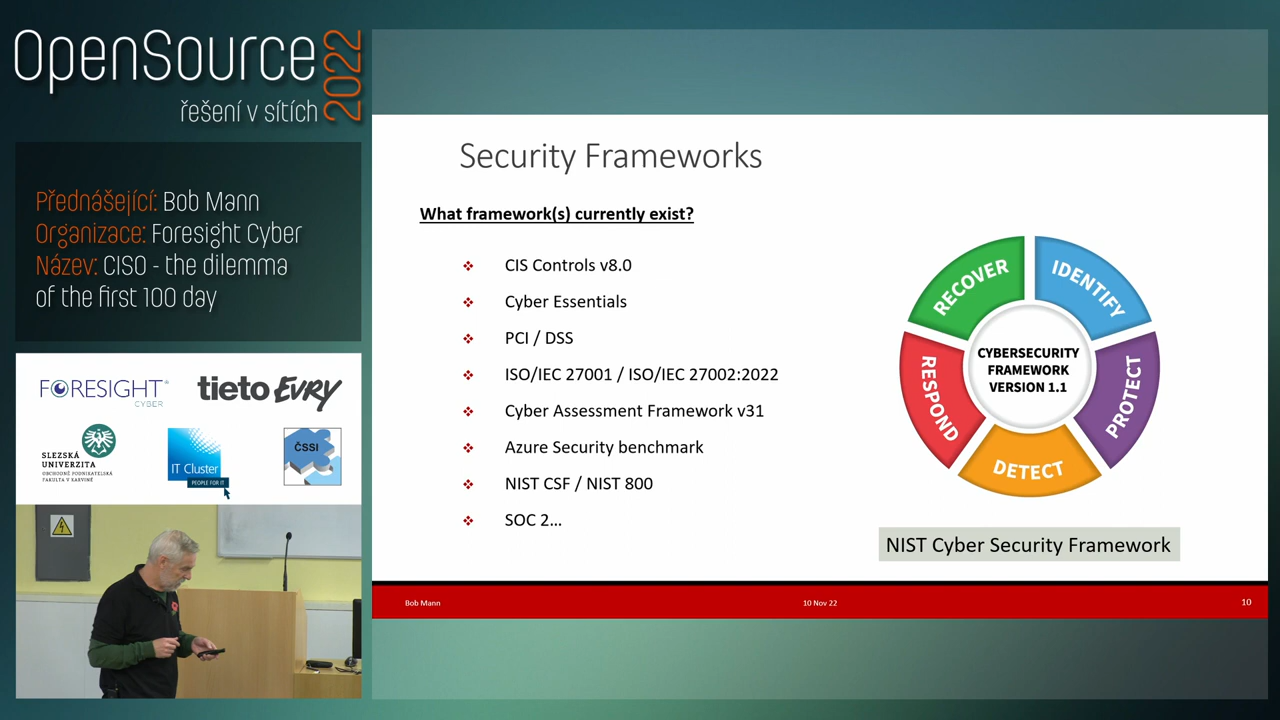 OpenSource
2022
řešení v sítích
Přednášející: Bob Mann
Organizace: Foresight Cyber
Název: CISO - the dilemma
of the first 100 day
FORESIGHT
CYBER
tieto Evry
SLEZSKÁ
UNIVERZITA
OBCHODNĚ PODNIKATELSKÁ
FAKULTA V KARVINÉ
IT Cluster
PEOPLE FOR IT
ČSSI
Security Frameworks
What framework(s) currently exist?
CIS Controls v8.0
Cyber Essentials
PCI / DSS
ISO/IEC 27001 / ISO/IEC 27002:2022
Cyber Assessment Framework v31
Azure Security benchmark
NIST CSF / NIST 800
SOC 2...
RECOVER
IDENTIFY
PROTECT
DETECT
RESPOND
CYBERSECURITY
FRAMEWORK
VERSION 1.1
NIST Cyber Security Framework
Bob Mann
10 Nov 22
10